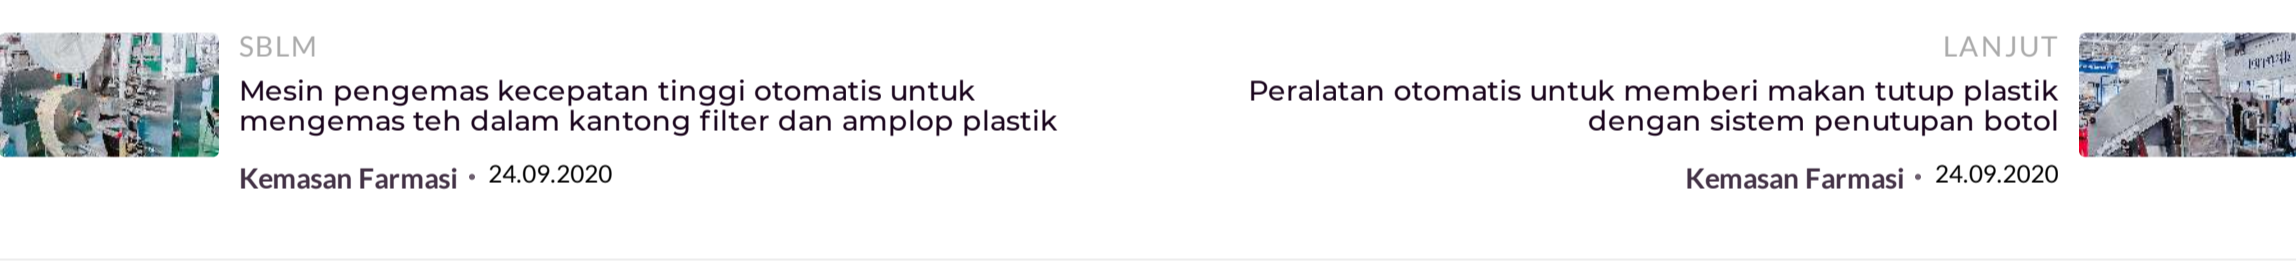 SBLM
Mesin pengemas kecepatan tinggi otomatis untuk
mengemas teh dalam kantong filter dan amplop plastik
Kemasan Farmasi • 24.09.2020
LANJUT
Peralatan otomatis untuk memberi makan tutup plastik
dengan sistem penutupan botol
Kemasan Farmasi • 24.09.2020